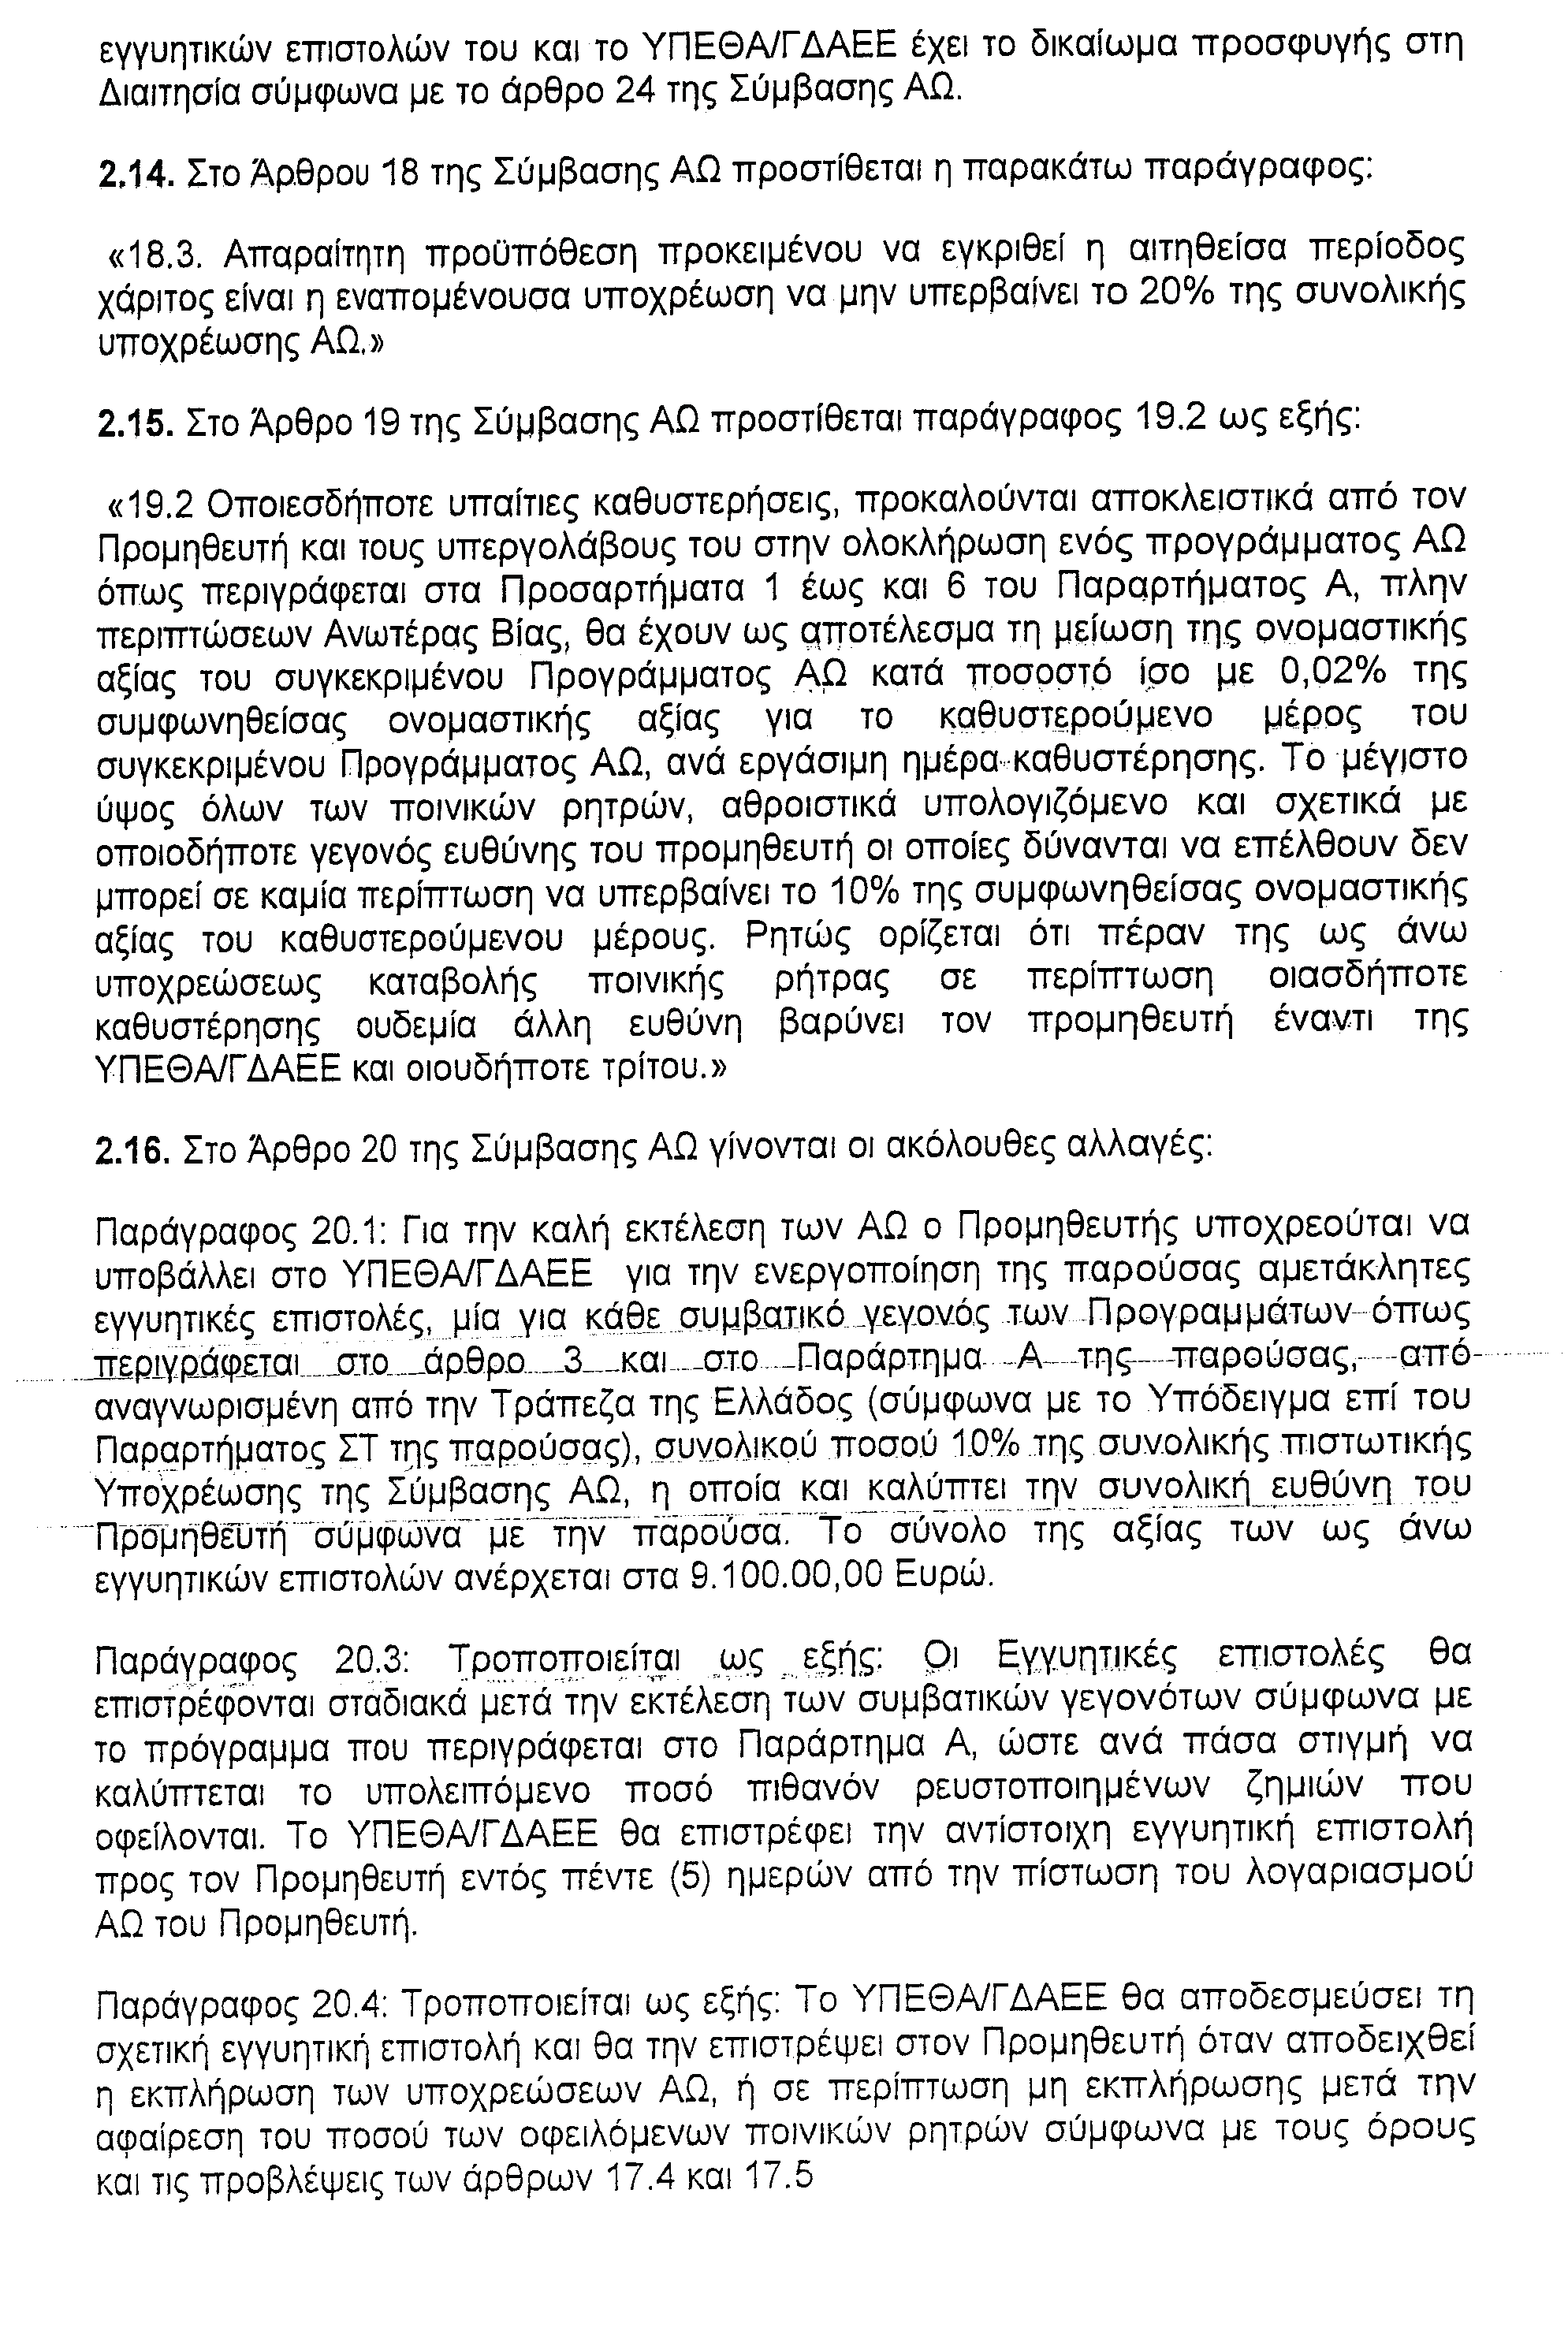 εγγυητικών επιστολών του και το ΥΠΕΘΑ/ΓΔΑΕΕ έχει το δικαίωμα προσφυγής στη
Διαιτησία σύμφωνα με το άρθρο 24 της Σύμβασης ΑΩ.
2.14. Στο Άρθρου 18 της Σύμβασης ΑΩ προστίθεται η παρακάτω παράγραφος:
«18.3. Απαραίτητη προϋπόθεση προκειμένου να εγκριθεί η αιτηθείσα περίοδος
χάριτος είναι η εναπομένουσα υποχρέωση να μην υπερβαίνει το 20% της συνολικής
υποχρέωσης ΑΩ.»
2.15. Στο Άρθρο 19 της Σύμβασης ΑΩ προστίθεται παράγραφος 19.2 ως εξής:
«19.2 Οποιεσδήποτε υπαίτιες καθυστερήσεις, προκαλούνται αποκλειστικά από τον
Προμηθευτή και τους υπεργολάβους του στην ολοκλήρωση ενός προγράμματος ΑΩ
όπως περιγράφεται στα Προσαρτήματα 1 έως και 6 του Παραρτήματος Α, πλην
περιπτώσεων Ανωτέρας Βίας, θα έχουν ως αποτέλεσμα τη μείωση της ονομαστικής
αξίας του συγκεκριμένου Προγράμματος ΑΩ κατά ποσοστό ίσο με 0,02% της
συμφωνηθείσας ονομαστικής αξίας για το καθυστερούμενο μέρος του
συγκεκριμένου Προγράμματος ΑΩ, ανά εργάσιμη ημέρα καθυστέρησης. Το μέγιστο
ύψος όλων των ποινικών ρητρών, αθροιστικά υπολογιζόμενο και σχετικά με
οποιοδήποτε γεγονός ευθύνης του προμηθευτή οι οποίες δύνανται να επέλθουν δεν
μπορεί σε καμία περίπτωση να υπερβαίνει το 10% της συμφωνηθείσας ονομαστικής
αξίας του καθυστερούμενου μέρους. Ρητώς ορίζεται ότι πέραν της ως άνω
υποχρεώσεως καταβολής ποινικής ρήτρας σε περίπτωση οιασδήποτε
καθυστέρησης ουδεμία άλλη ευθύνη βαρύνει τον προμηθευτή έναντι της
ΥΠΕΘΑ/ΓΔΑΕΕ και οιουδήποτε τρίτου.»
2.16. Στο Άρθρο 20 της Σύμβασης ΑΩ γίνονται οι ακόλουθες αλλαγές:
Παράγραφος 20.1: Για την καλή εκτέλεση των ΑΩ ο Προμηθευτής υποχρεούται να
υποβάλλει στο ΥΠΕΘΑ/ΓΔΑΕΕ για την ενεργοποίηση της παρούσας αμετάκλητες
εγγυητικές επιστολές, μία για κάθε συμβατικό γεγονός των Προγραμμάτων όπως
περιγράφεται στο άρθρο 3 και στο Παράρτημα Α της παρούσας, από
αναγνωρισμένη από την Τράπεζα της Ελλάδος (σύμφωνα με το Υπόδειγμα επί του
Παραρτήματος ΣΤ της παρούσας), συνολικού ποσού 10% της συνολικής πιστωτικής
Υποχρέωσης της Σύμβασης ΑΩ, η οποία και καλύπτει την συνολική ευθύνη του
Προμηθευτή σύμφωνα με την παρούσα. Το σύνολο της αξίας των ως άνω
εγγυητικών επιστολών ανέρχεται στα 9.100.00,00 Ευρώ.
Παράγραφος 20.3: Τροποποιείται ως εξής: Οι Εγγυητικές επιστολές θα
επιστρέφονται σταδιακά μετά την εκτέλεση των συμβατικών γεγονότων σύμφωνα με
το πρόγραμμα που περιγράφεται στο Παράρτημα Α, ώστε ανά πάσα στιγμή να
καλύπτεται το υπολειπόμενο ποσό πιθανόν ρευστοποιημένων ζημιών που
οφείλονται. Το ΥΠΕΘΑ/ΓΔΑΕΕ θα επιστρέφει την αντίστοιχη εγγυητική επιστολή
προς τον Προμηθευτή εντός πέντε (5) ημερών από την πίστωση του λογαριασμού
ΑΩ του Προμηθευτή.
Παράγραφος 20.4: Τροποποιείται ως εξής: Το ΥΠΕΘΑ/ΓΔΑΕΕ θα αποδεσμεύσει τη
σχετική εγγυητική επιστολή και θα την επιστρέψει στον Προμηθευτή όταν αποδειχθεί
η εκπλήρωση των υποχρεώσεων ΑΩ, ή σε περίπτωση μη εκπλήρωσης μετά την
αφαίρεση του ποσού των οφειλόμενων ποινικών ρητρών σύμφωνα με τους όρους
και τις προβλέψεις των άρθρων 17.4 και 17.5